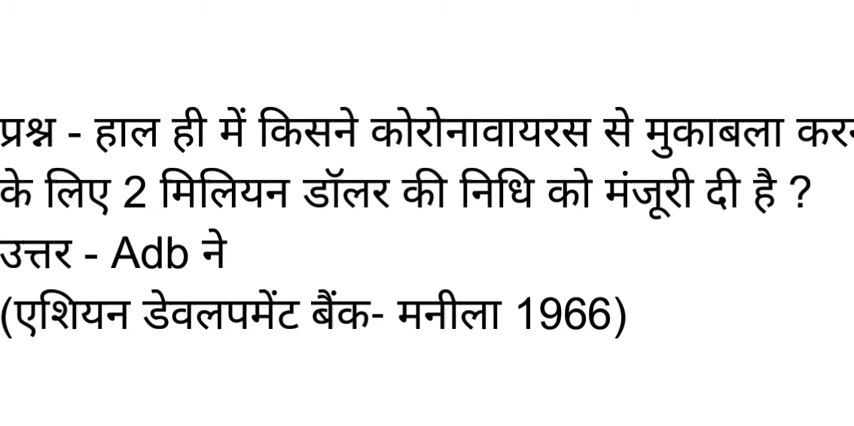 प्रश्न - हाल ही में किसने कोरोनावायरस से मुकाबला कर
के लिए 2 मिलियन डॉलर की निधि को मंजूरी दी है ?
उत्तर - Adb ने
(एशियन डेवलपमेंट बैंक- मनीला 1966)